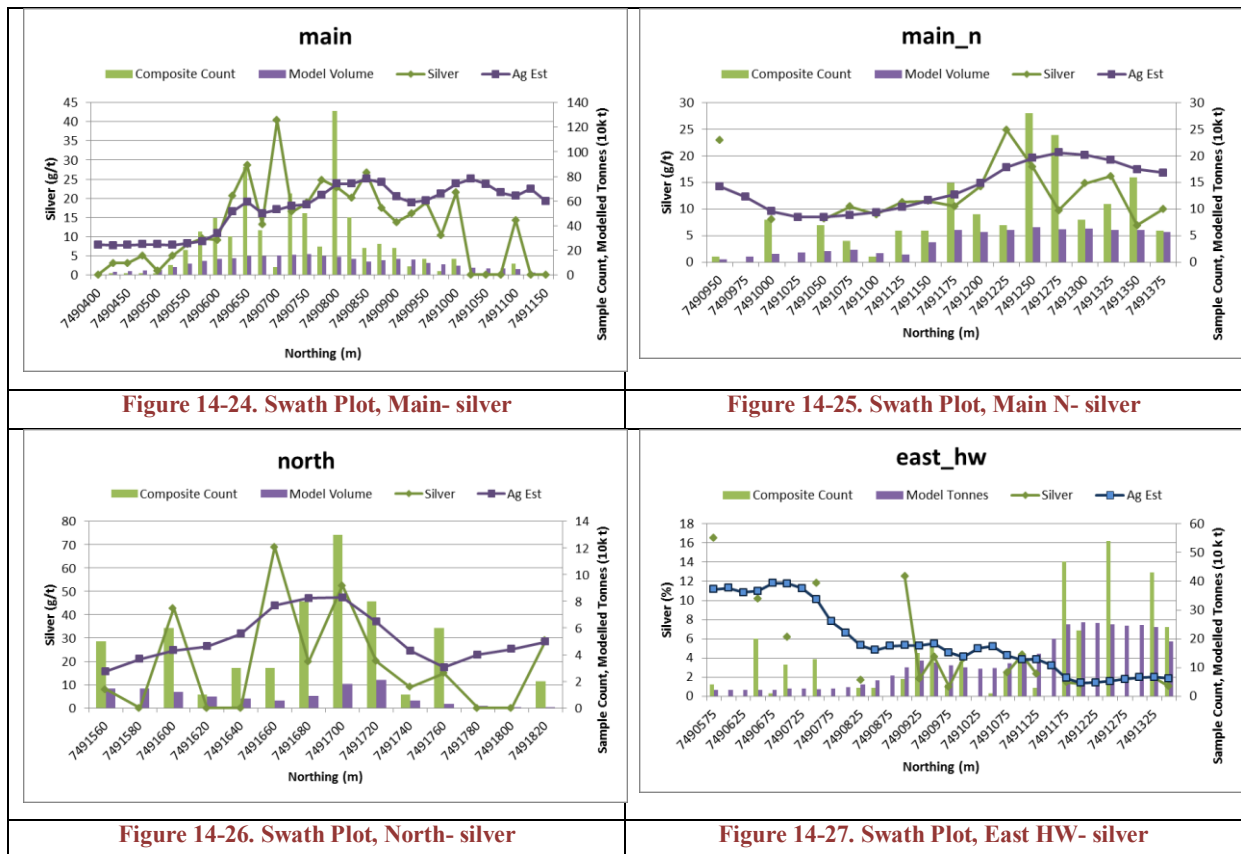 main
Composite Count Model Volume Silver Ag Est
45
40
35
30
25
20
15
10
5
0
Silver (g/t)
140
120
100
80
60
40
20
0
Sample Count, Modelled Tonnes (10k t)
7490400 7490450 7490500 7490550 7490600 7490650 7490700 7490750 7490800 7490850 7490900 7490950 7491000 7491050 7491100 7491150
Northing (m)
Figure 14-24. Swath Plot, Main- silver
main_n
Composite Count Model Volume Silver Ag Est
30
25
20
15
10
5
0
Silver (g/t)
30
25
20
15
10
5
0
Sample Count, Modelled Tonnes (10k t)
7490950 7490975 7491000 7491025 7491050 7491075 7491100 7491125 7491150 7491175 7491200 7491225 7491250 7491275 7491300 7491325 7491350 7491375
Northing (m)
Figure 14-25. Swath Plot, Main N- silver
north
Composite Count Model Volume Silver Ag Est
80
70
60
50
40
30
20
10
0
Silver (g/t)
14
12
10
8
6
4
2
0
Sample Count, Modelled Tonnes (10k t)
7491560 7491580 7491600 7491620 7491640 7491660 7491680 7491700 7491720 7491740 7491760 7491780 7491800 7491820
Northing (m)
Figure 14-26. Swath Plot, North- silver
east_hw
Composite Count Model Tonnes Silver Ag Est
18
16
14
12
10
8
6
4
2
0
Silver (%)
60
50
40
30
20
10
0
Sample Count, Modelled Tonnes (10 k t)
7490575 7490625 7490675 7490725 7490775 7490825 7490875 7490925 7490975 7491025 7491075 7491125 7491175 7491225 7491275 7491325
Northing (m)
Figure 14-27. Swath Plot, East HW- silver